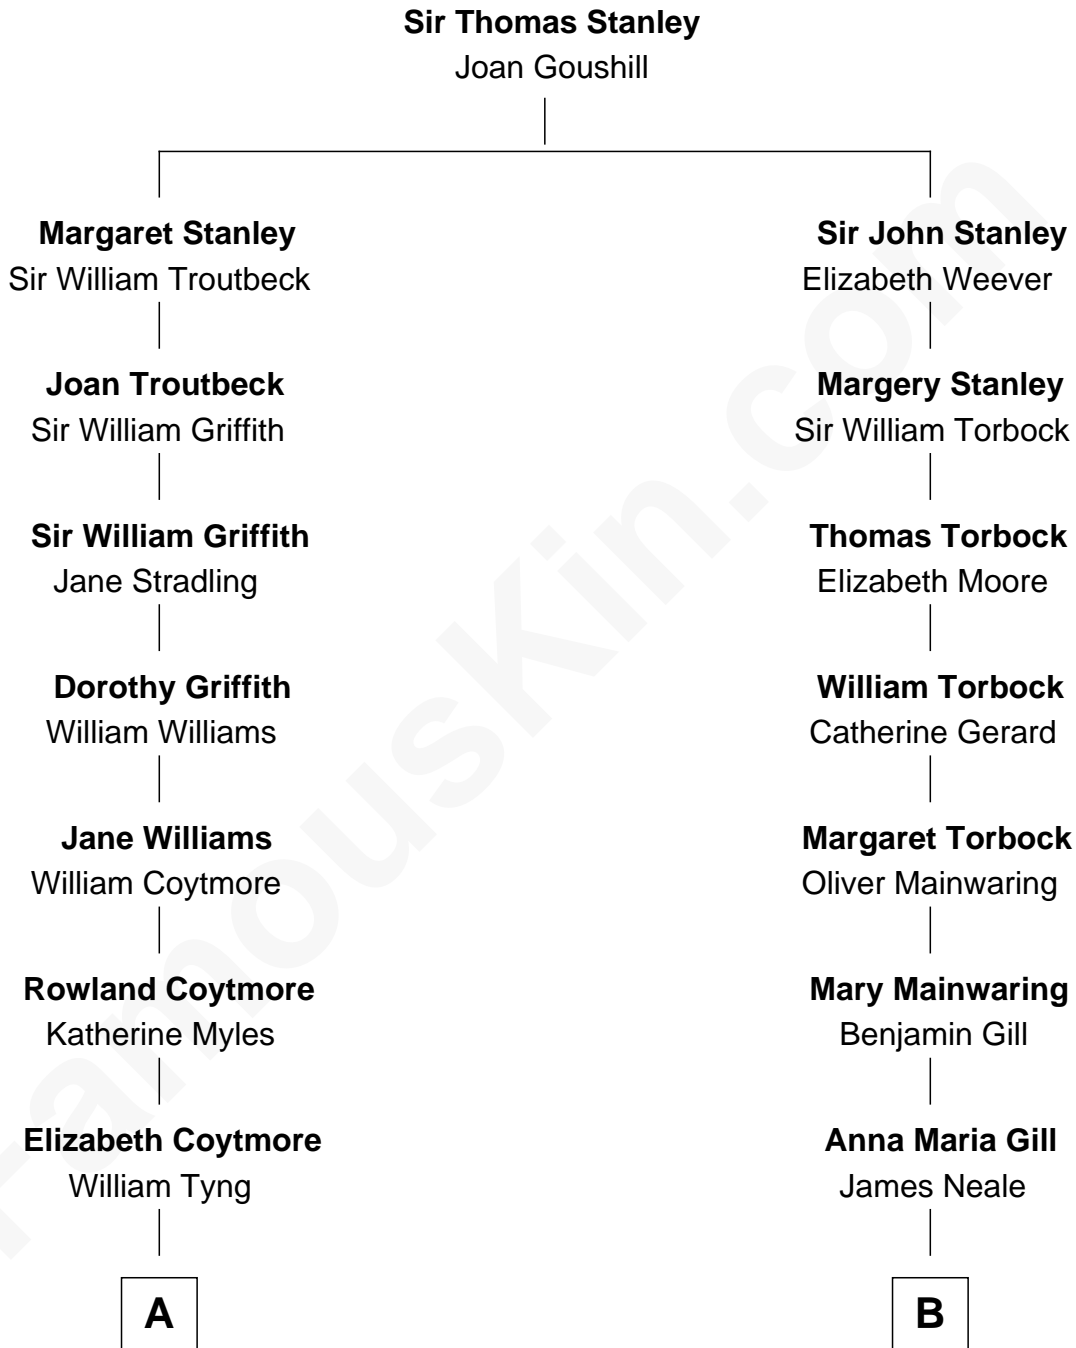 Sir Thomas Stanley
Joan Goushill
Margaret Stanley
Sir William Troutbeck
Sir John Stanley
Elizabeth Weever
Joan Troutbeck
Sir William Griffith
Margery Stanley
Sir William Torbock
Sir William Griffith
Jane Stradling
Thomas Torbock
Elizabeth Moore
Dorothy Griffith
William Williams
William Torbock
Catherine Gerard
Jane Williams
William Coytmore
Margaret Torbock
Oliver Mainwaring
Rowland Coytmore
Katherine Myles
Mary Mainwaring
Benjamin Gill
Elizabeth Coytmore
William Tyng
Anna Maria Gill
James Neale
A
B
FamousKin.com